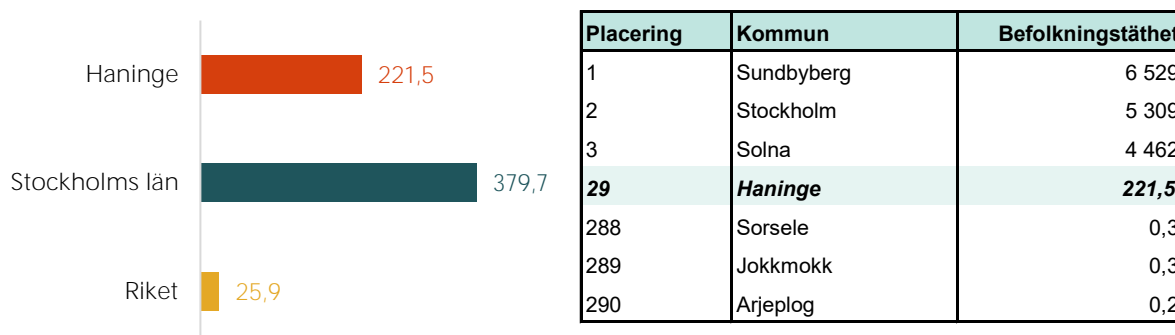 Haninge 221,5
Stockholms län 379,7
Riket 25,9
Placering Kommun Befolkningstäthet
1 Sundbyberg 6 529
2 Stockholm 5 309
3 Solna 4 462
29 Haninge 221,5
288 Sorsele 0,3
289 Jokkmokk 0,3
290 Arjeplog 0,2